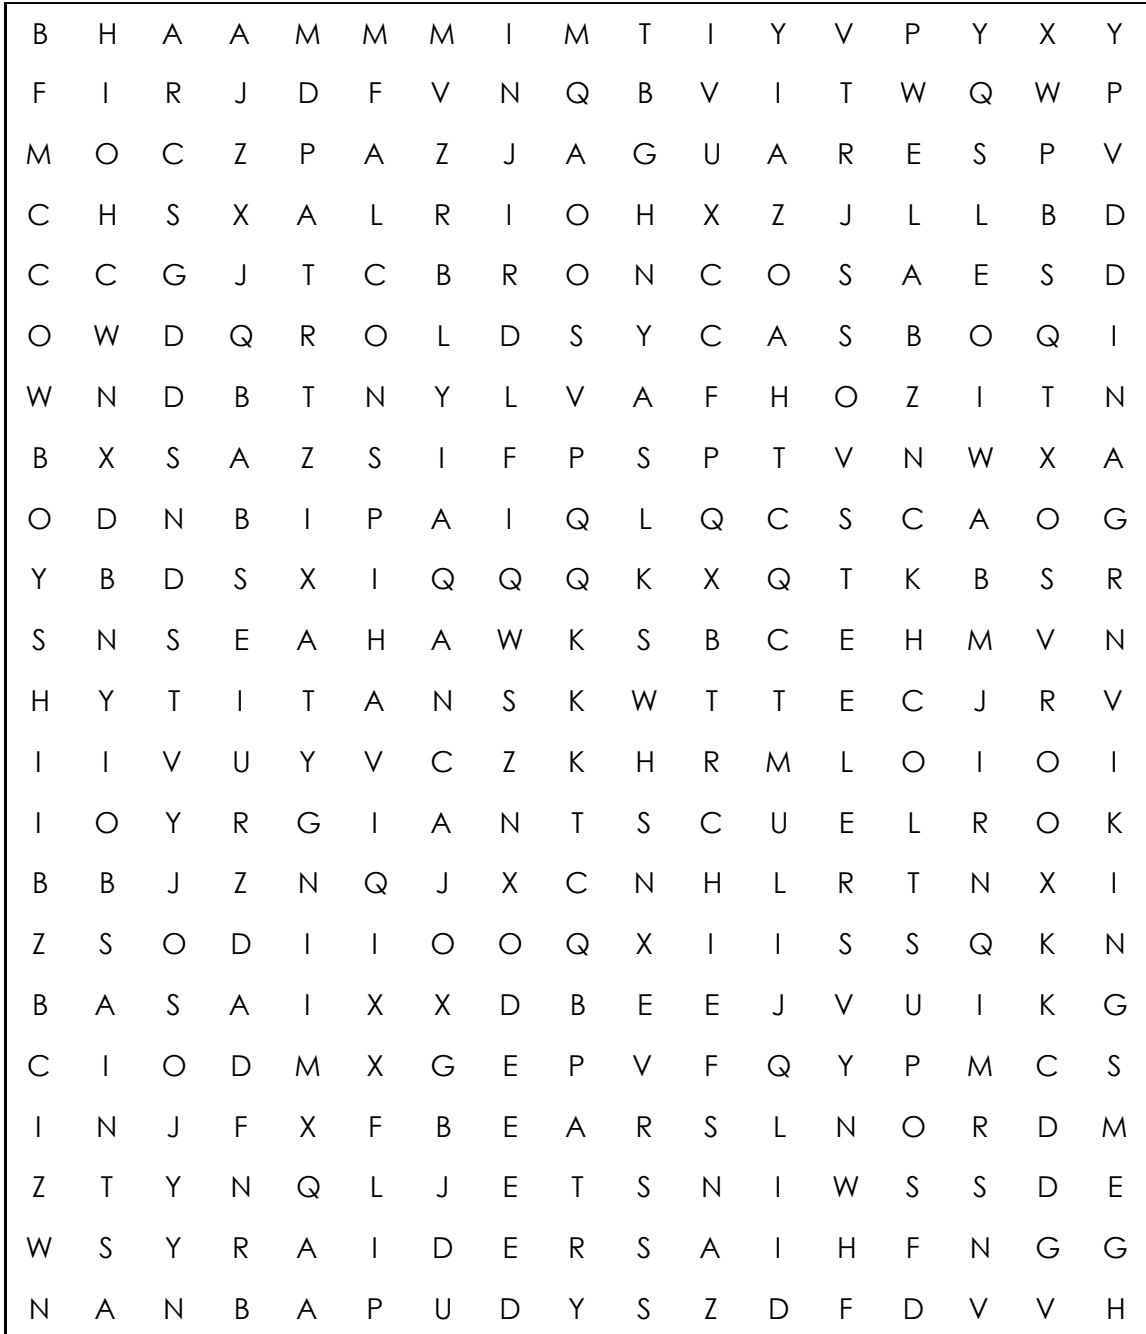 B H A A M M M I M T I Y V P Y X Y
F I R J D F V N Q B V I T W Q W P
M O C Z P A Z J A G U A R E S P V
C H S X A L R I O H X Z J L L B D
C C G J T C B R O N C O S A E S D
O W D Q R O L D S Y C A S B O Q I
W N D B T N Y L V A F H O Z I T N
B X S A Z S I F P S P T V N W X A
O D N B I P A I Q L Q C S C A O G
Y B D S X I Q Q Q K X Q T K B S R
S N S E A H A W K S B C E H M V N
H Y T I T A N S K W T T E C J R V
I I V U Y V C Z K H R M L O I O I
I O Y R G I A N T S C U E L R O K
B B J Z N Q J X C N H L R T N X I
Z S O D I I O O Q X I I S S Q K N
B A S A I X X D B E E J V U I K G
C I O D M X G E P V F Q Y P M C S
I N J F X F B E A R S L N O R D M
Z T Y N Q L J E T S N I W S S D E
W S Y R A I D E R S A I H F N G G
N A N B A P U D Y S Z D F D V V H